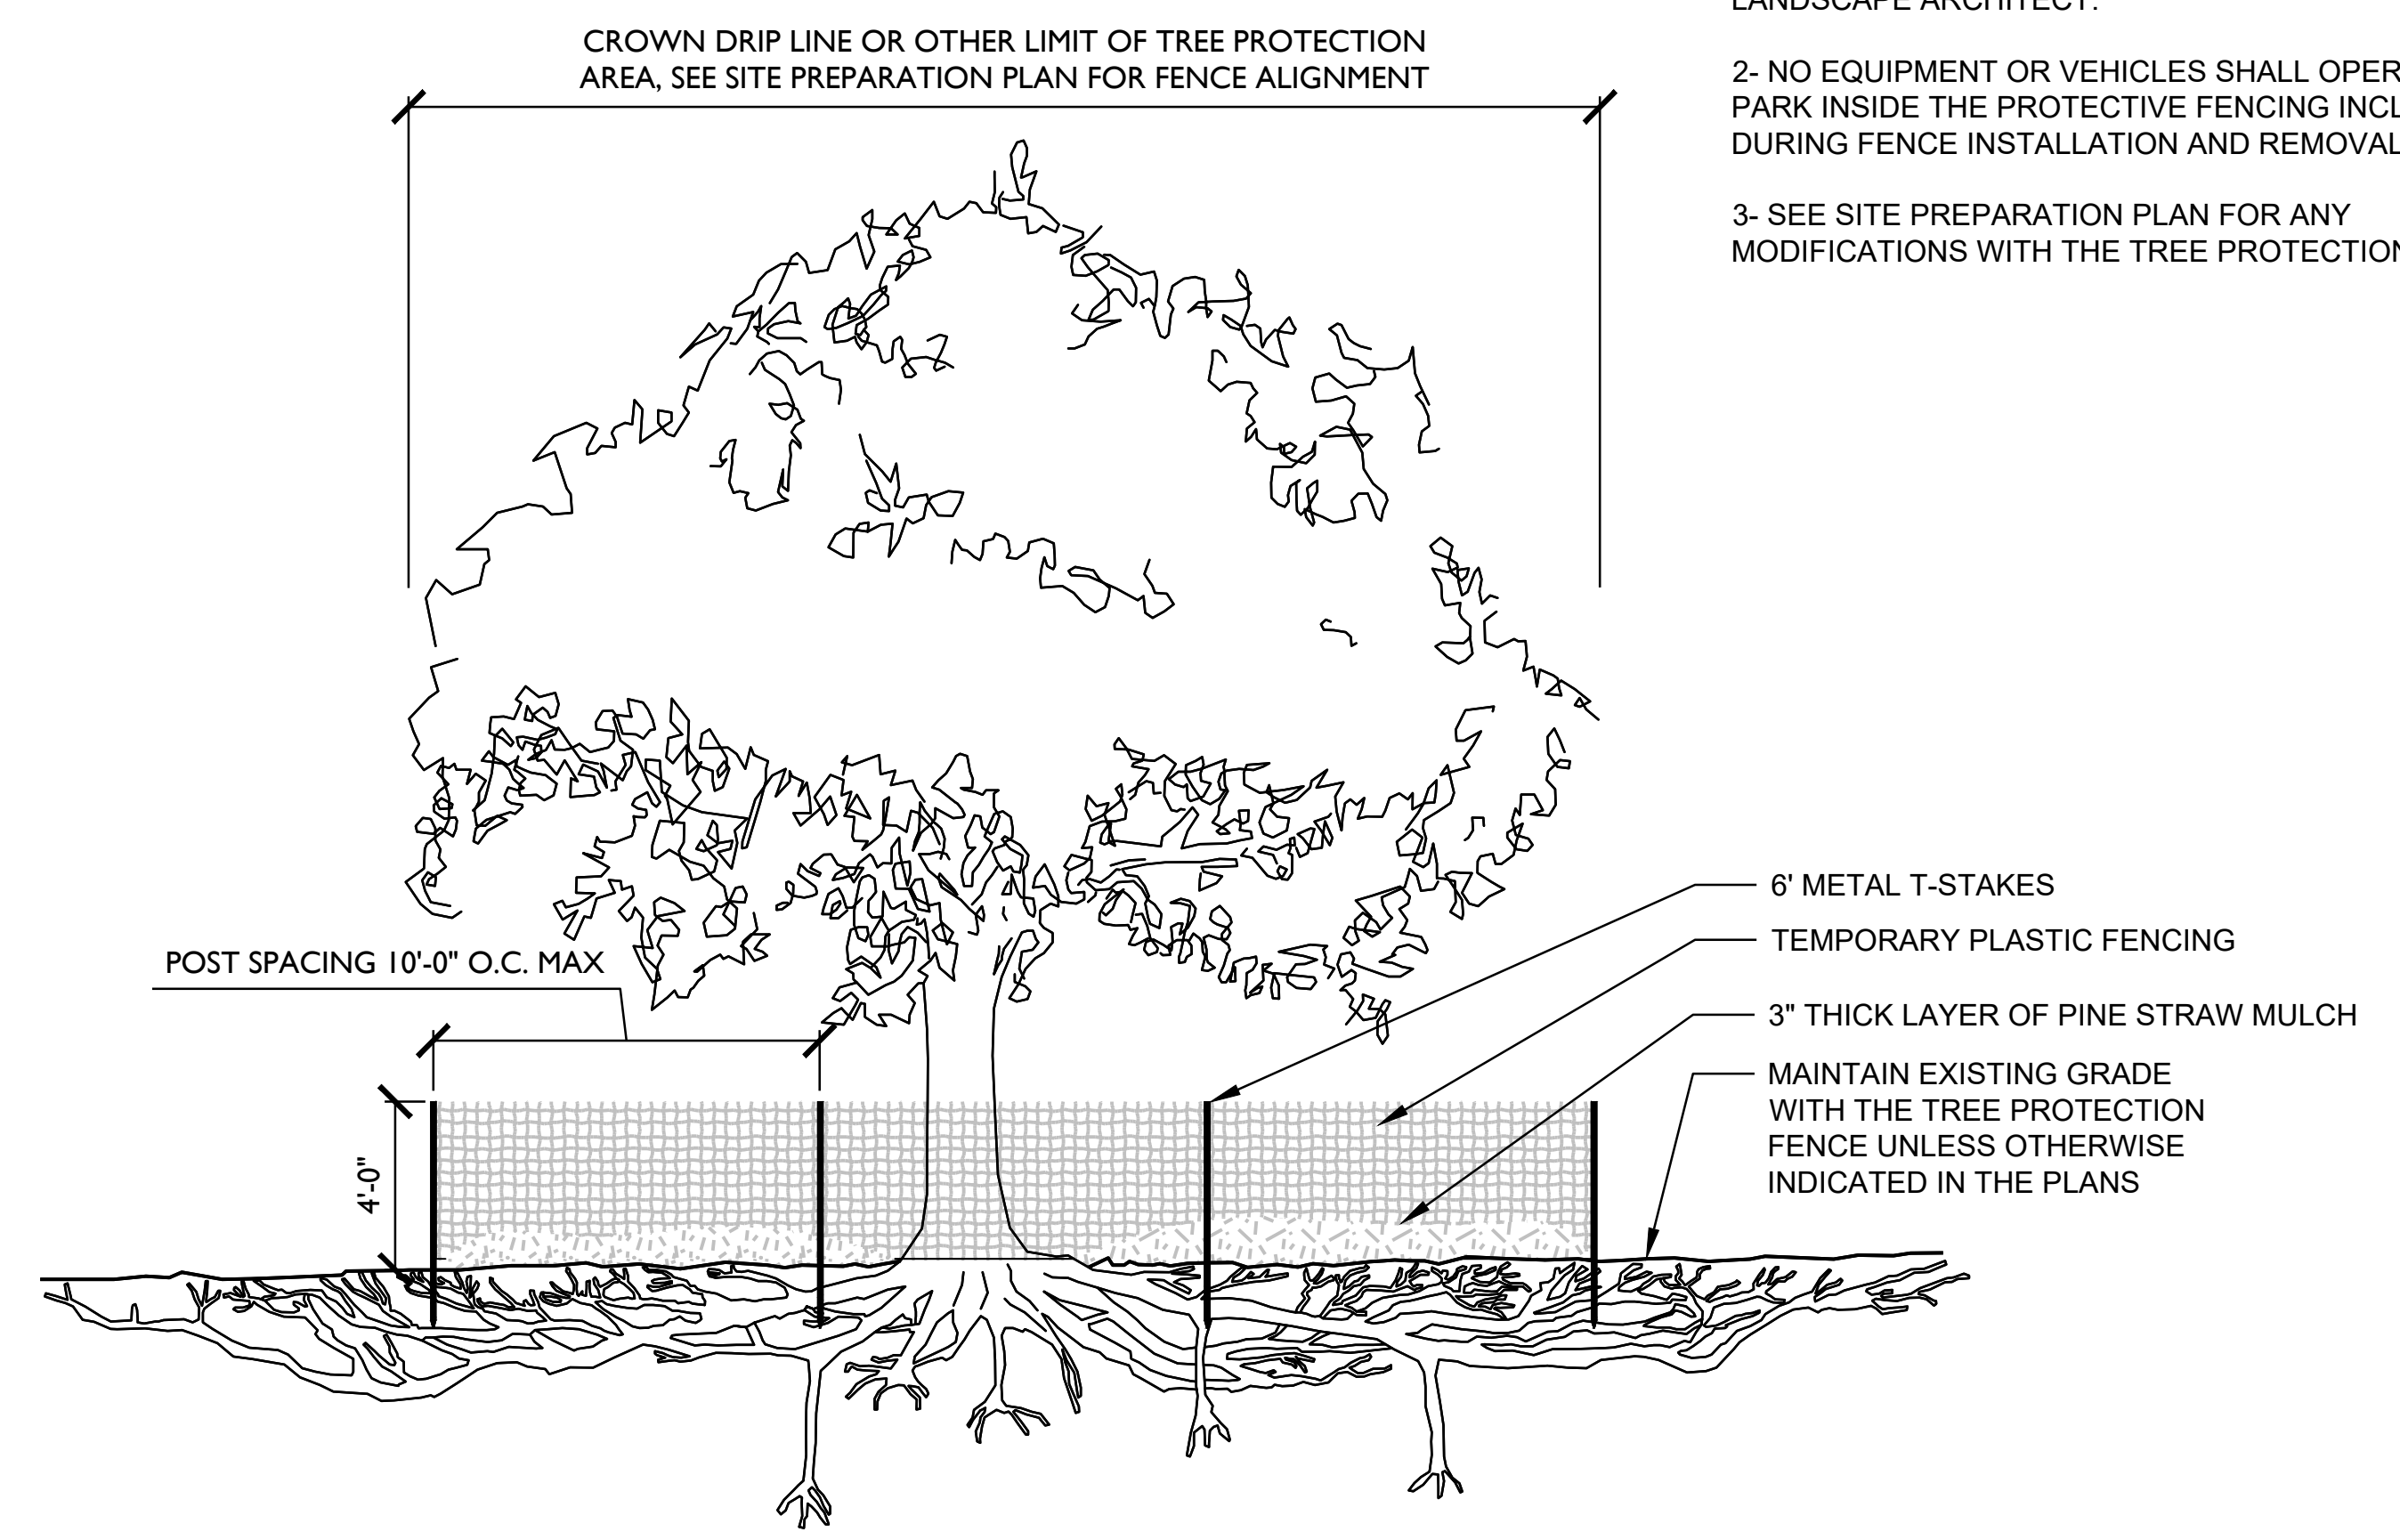 LANDSCAPE ARCHITECT.
2- NO EQUIPMENT OR VEHICLES SHALL
PARK INSIDE THE PROTECTIVE FENCING
DURING FENCE INSTALLATION AND REMOVAL
3- SEE SITE PREPARATION PLAN FOR ANY
MODIFICATIONS WITH THE TREE PROTECTION
CROWN DRIP LINE OR OTHER LIMIT OF TREE PROTECTION
AREA, SEE SITE PREPARATION PLAN FOR FENCE ALIGNMENT
6' METAL T-STAKES
TEMPORARY PLASTIC FENCING
3" THICK LAYER OF PINE STRAW MULCH
MAINTAIN EXISTING GRADE
WITH THE TREE PROTECTION
FENCE UNLESS OTHERWISE
INDICATED IN THE PLANS
POST SPACING 10'-0" O.C. MAX
4'-0"